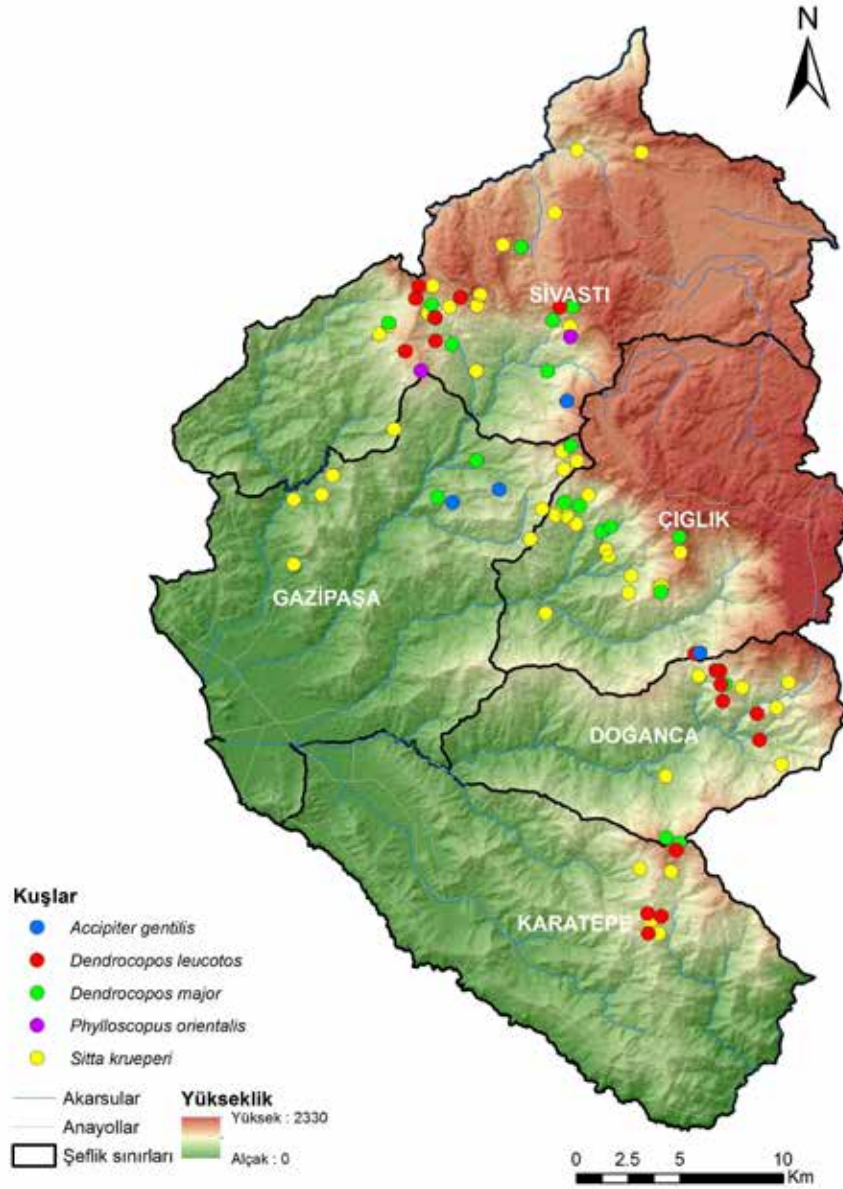 N
SİVASTI
ÇIGLIK
GAZİPAŞA
DOĞANCA
KARATEPE
Kuşlar
Accipiter gentilis
Dendrocopos leucotos
Dendrocopos major
Phylloscopus orientalis
Sitta krueperi
Akarsular
Anayollar
Şeflik sınırları
Yükseklik
Yüksek : 2330
Alçak : 0
0 2.5 5 10
Km